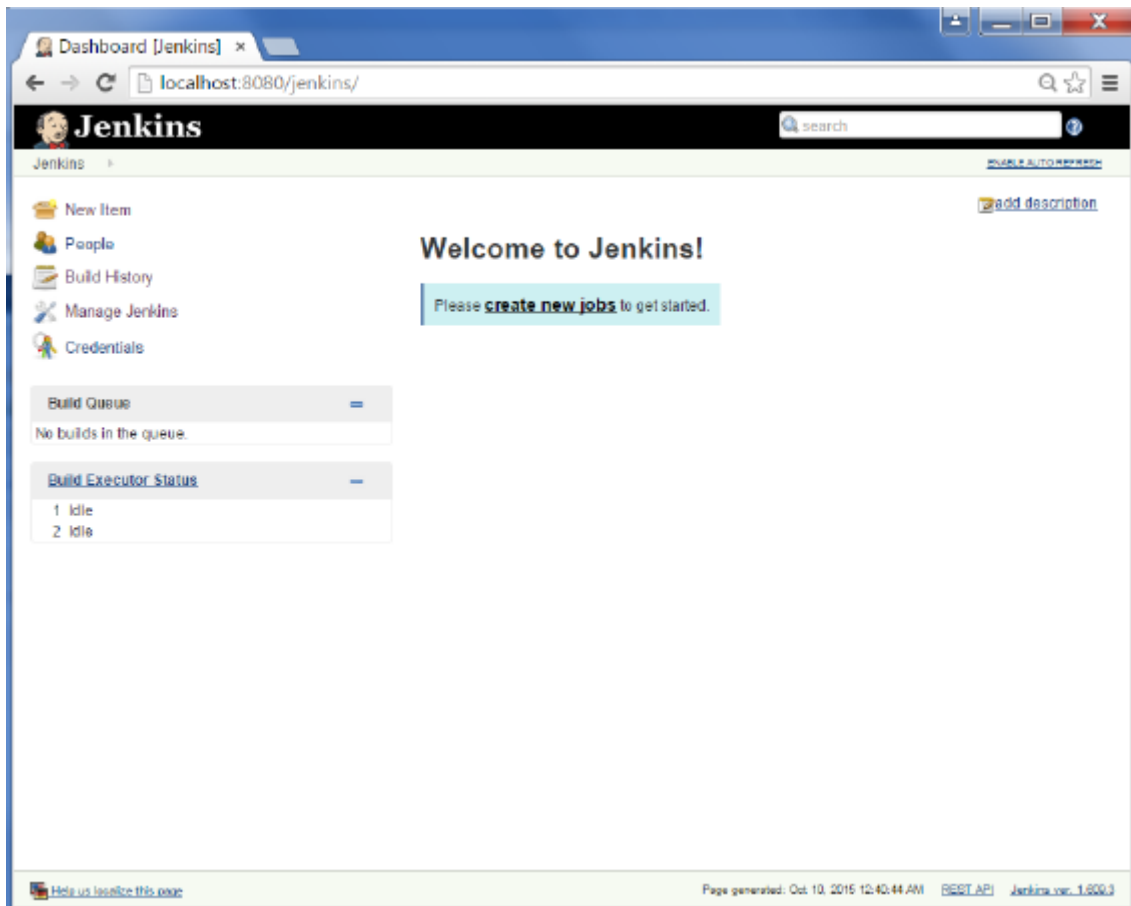 Dashboard [Jenkins] ×
localhost:8080/jenkins/
Jenkins
search
Jenkins
ENABLE AUTO REFRESH
add description
New Item
People
Build History
Manage Jenkins
Credentials
Welcome to Jenkins!
Please create new jobs to get started.
Build Queue
No builds in the queue.
Build Executor Status
1 Idle
2 Idle
Help us localize this page
Page generated: Oct 10, 2015 12:40:44 AM REST API Jenkins ver. 1.609.3